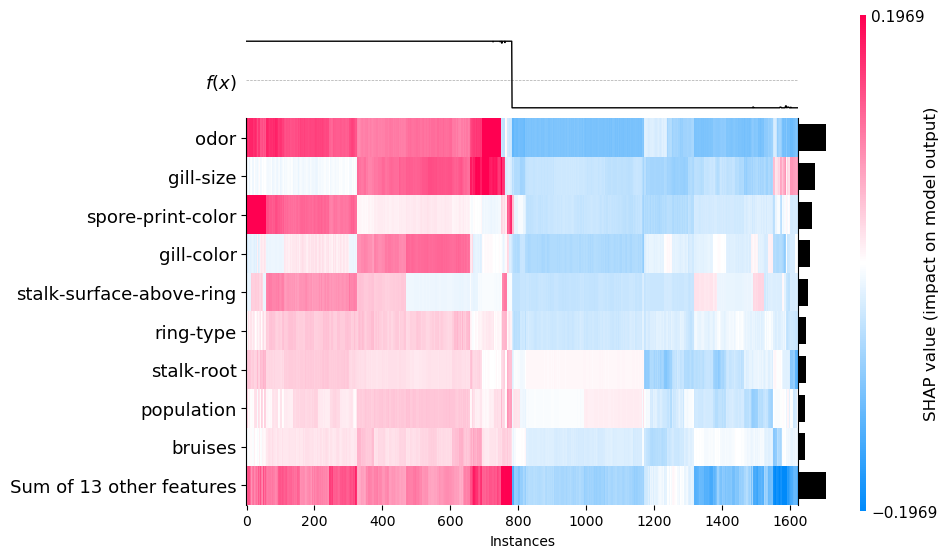 0.1969
f(x)
odor
gill-size
spore-print-color
gill-color
stalk-surface-above-ring
ring-type
stalk-root
population
bruises
Sum of 13 other features
0 200 400 600 800 1000 1200 1400 1600
Instances
SHAP value (impact on model output)
−0.1969